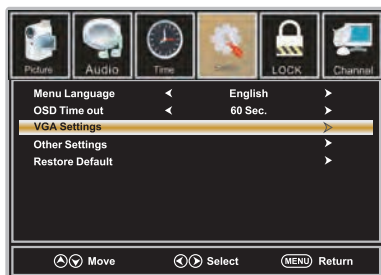 Picture Audio Time Setup LOCK Channel
Menu Language English
OSD Time out 60 Sec.
VGA Settings
Other Settings
Restore Default
Move Select MENU Return